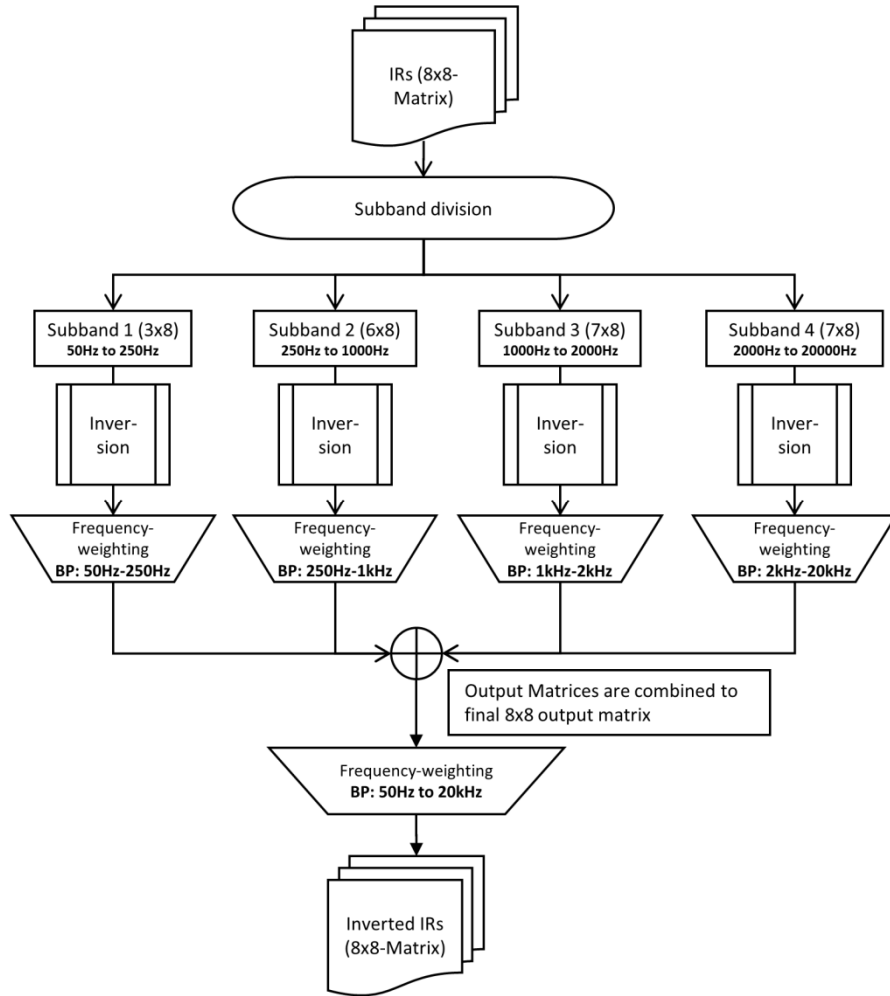 IRs (8x8-
Matrix)
Subband division
Subband 1 (3x8)
50Hz to 250Hz
Subband 2 (6x8)
250Hz to 1000Hz
Subband 3 (7x8)
1000Hz to 2000Hz
Subband 4 (7x8)
2000Hz to 20000Hz
Inver-
sion
Inver-
sion
Inver-
sion
Inver-
sion
Frequency-
weighting
BP: 50Hz-250Hz
Frequency-
weighting
BP: 250Hz-1kHz
Frequency-
weighting
BP: 1kHz-2kHz
Frequency-
weighting
BP: 2kHz-20kHz
Output Matrices are combined to
final 8x8 output matrix
Frequency-weighting
BP: 50Hz to 20kHz
Inverted IRs
(8x8-Matrix)